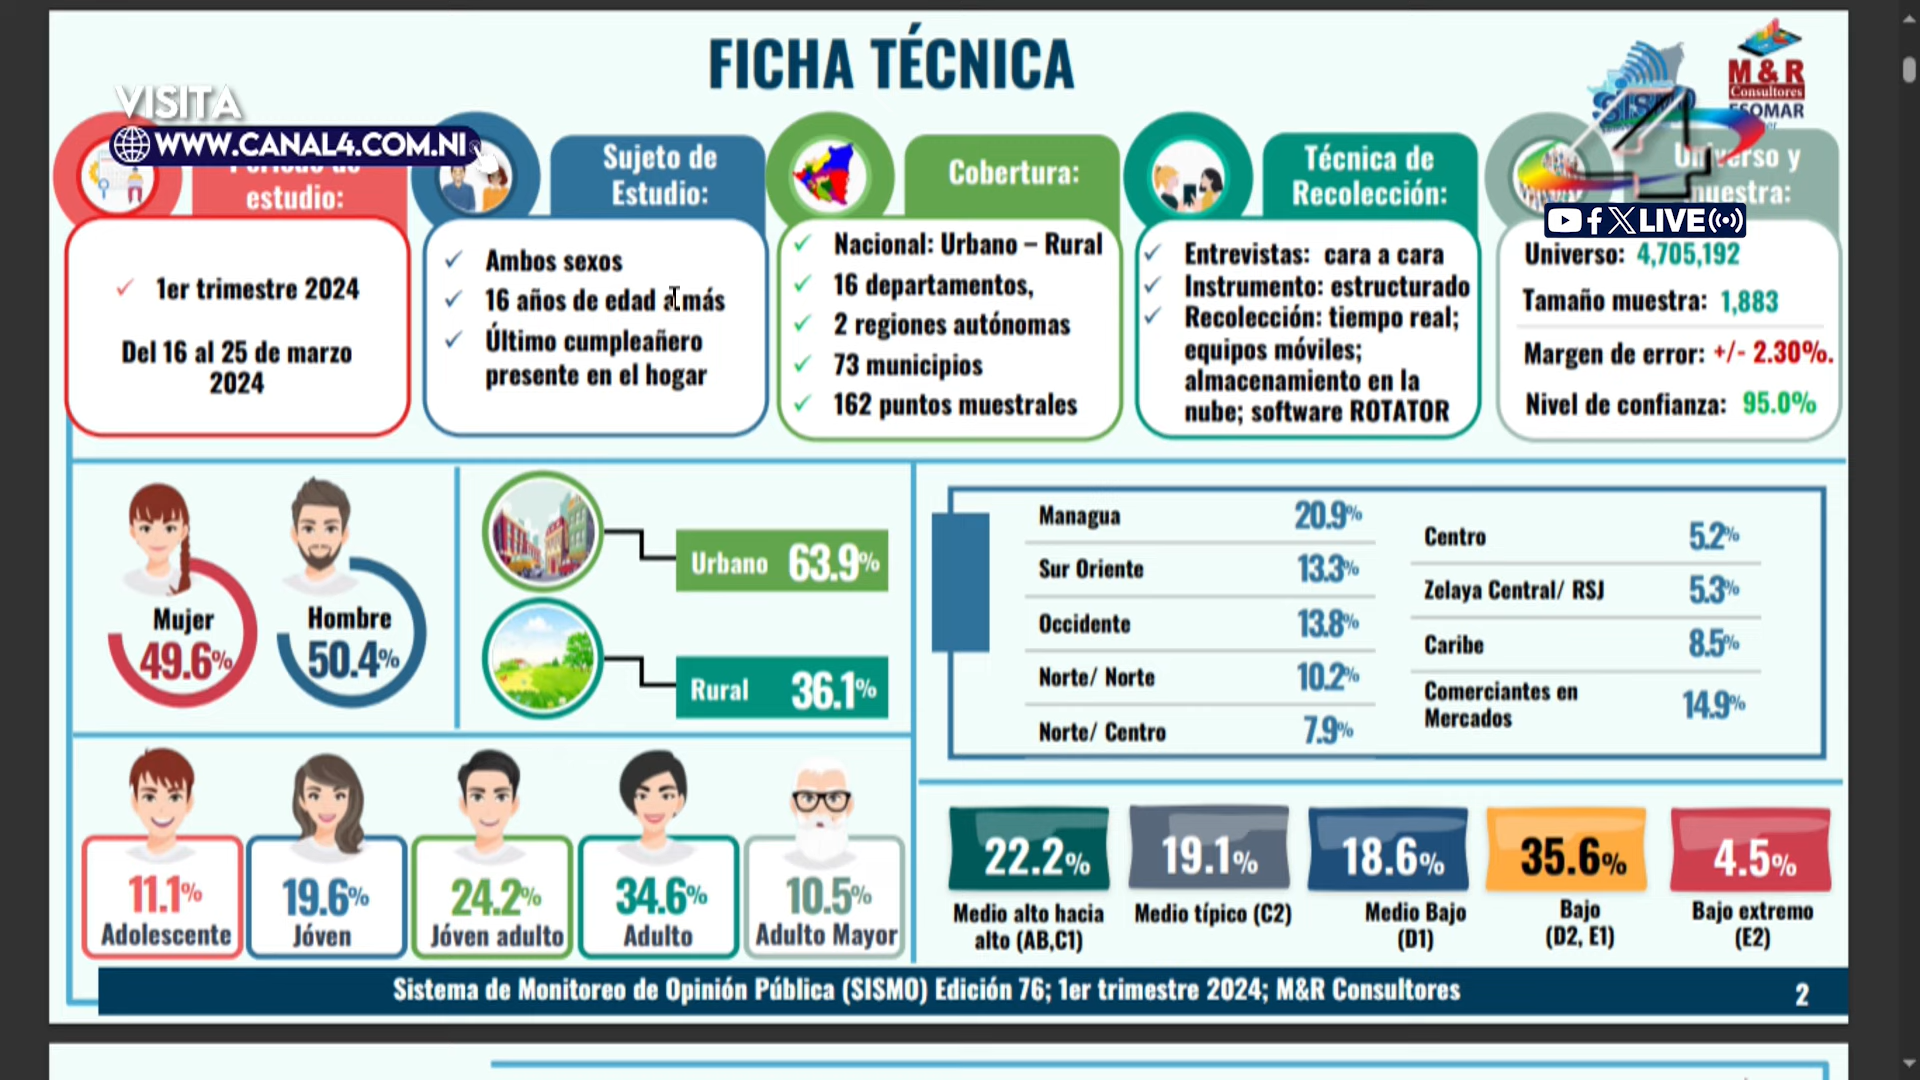 FICHA TÉCNICA
VISITA
WWW.CANAL4.COM.NI
M&R
Consultores
ESOMAR
4
LIVE
estudio:
1er trimestre 2024
Del 16 al 25 de marzo
2024
Sujeto de
Estudio:
Ambos sexos
16 años de edad a más
Último cumpleañero
presente en el hogar
Cobertura:
Nacional: Urbano – Rural
16 departamentos,
2 regiones autónomas
73 municipios
162 puntos muestrales
Técnica de
Recolección:
Entrevistas: cara a cara
Instrumento: estructurado
Recolección: tiempo real;
equipos móviles;
almacenamiento en la
nube; software ROTATOR
Universo y
muestra:
Universo: 4,705,192
Tamaño muestra: 1,883
Margen de error: +/- 2.30%.
Nivel de confianza: 95.0%
Mujer
49.6%
Hombre
50.4%
Urbano 63.9%
Rural 36.1%
Managua 20.9%
Sur Oriente 13.3%
Occidente 13.8%
Norte/ Norte 10.2%
Norte/ Centro 7.9%
Centro 5.2%
Zelaya Central/ RSJ 5.3%
Caribe 8.5%
Comerciantes en
Mercados 14.9%
11.1%
Adolescente
19.6%
Jóven
24.2%
Jóven adulto
34.6%
Adulto
10.5%
Adulto Mayor
22.2%
Medio alto hacia
alto (AB,C1)
19.1%
Medio típico (C2)
18.6%
Medio Bajo
(D1)
35.6%
Bajo
(D2, E1)
4.5%
Bajo extremo
(E2)
Sistema de Monitoreo de Opinión Pública (SISMO) Edición 76; 1er trimestre 2024; M&R Consultores
2